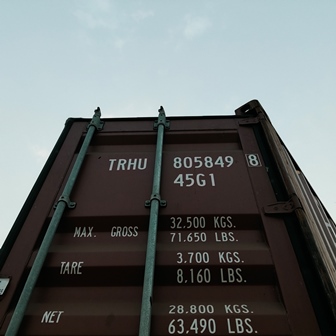 TRHU 805849 8
45G1
MAX. GROSS 32.500 KGS.
71.650 LBS.
TARE 3.700 KGS.
8.160 LBS.
NET 28.800 KGS.
63.490 LBS.